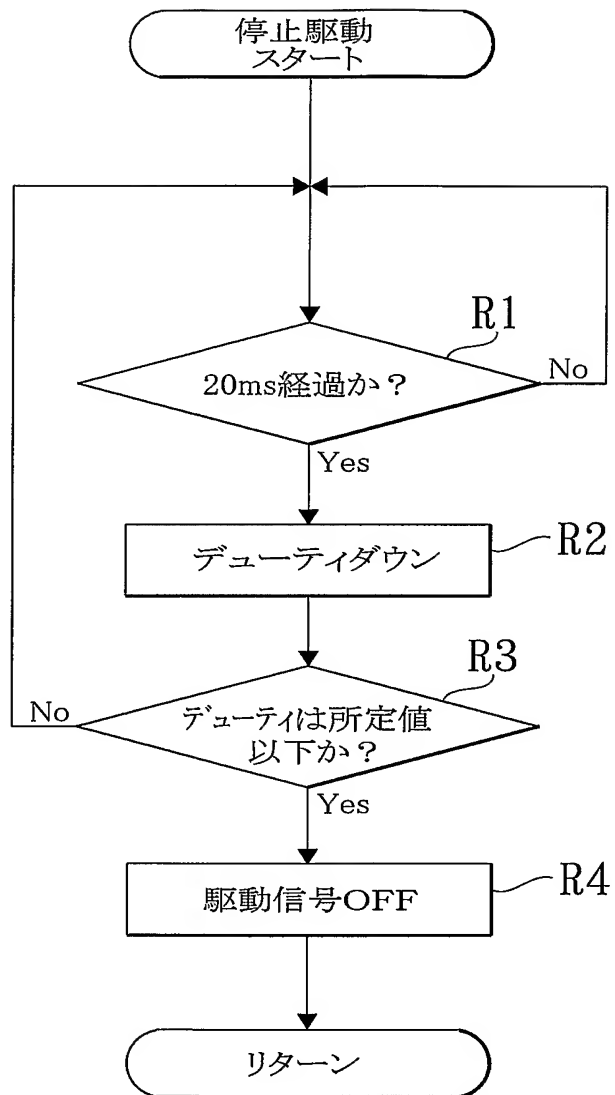 停止駆動
スタート
R1
20ms経過か？
No
Yes
デューティダウン
R2
R3
No
デューティは所定値
以下か？
Yes
駆動信号OFF
R4
リターン